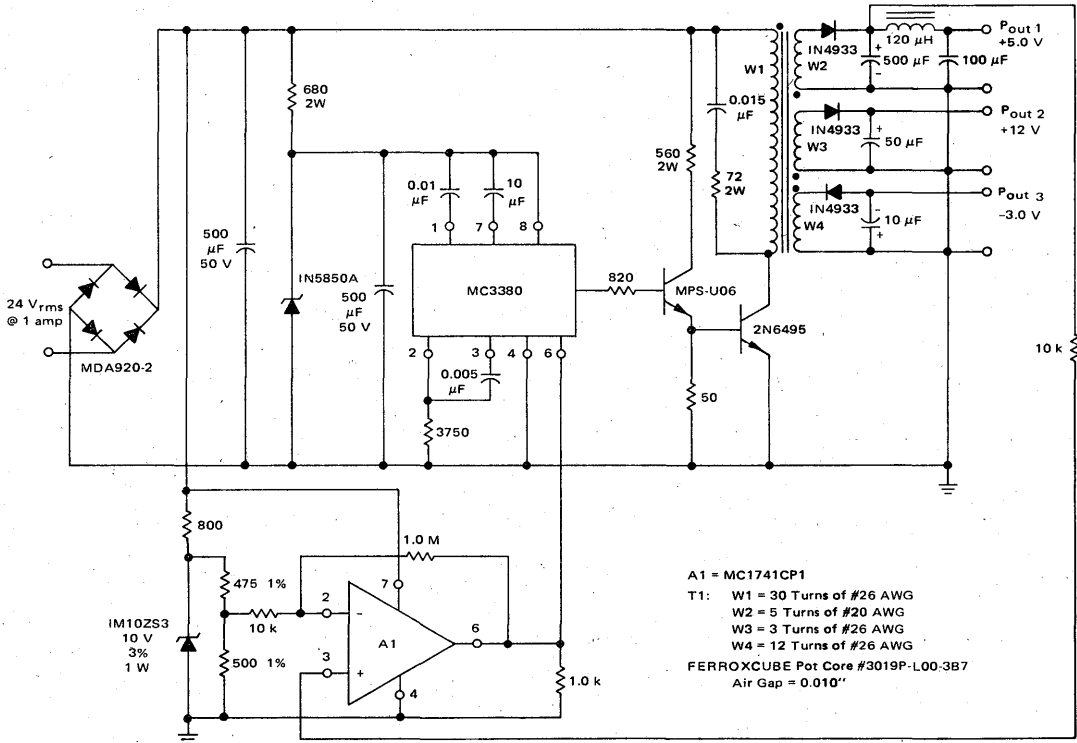 24 Vrms
@ 1 amp
MDA920-2
500
μF
50 V
680
2W
IN5850A
500
μF
50 V
0.01
μF
10
μF
1
7
8
MC3380
2
3
4
6
0.005
μF
3750
820
MPS-U06
2N6495
50
560
2W
0.015
μF
72
2W
W1
IN4933
W2
+
500 μF
-
120 μH
100 μF
Pout 1
+5.0 V
IN4933
W3
+
50 μF
Pout 2
+12 V
IN4933
W4
-
10 μF
+
Pout 3
-3.0 V
10 k
800
IM10ZS3
10 V
3%
1 W
475 1%
500 1%
10 k
1.0 M
2
-
3
+
7
A1
6
4
1.0 k
A1 = MC1741CP1
T1: W1 = 30 Turns of #26 AWG
W2 = 5 Turns of #20 AWG
W3 = 3 Turns of #26 AWG
W4 = 12 Turns of #26 AWG
FERROXCUBE Pot Core #3019P-L00-3B7
Air Gap = 0.010''